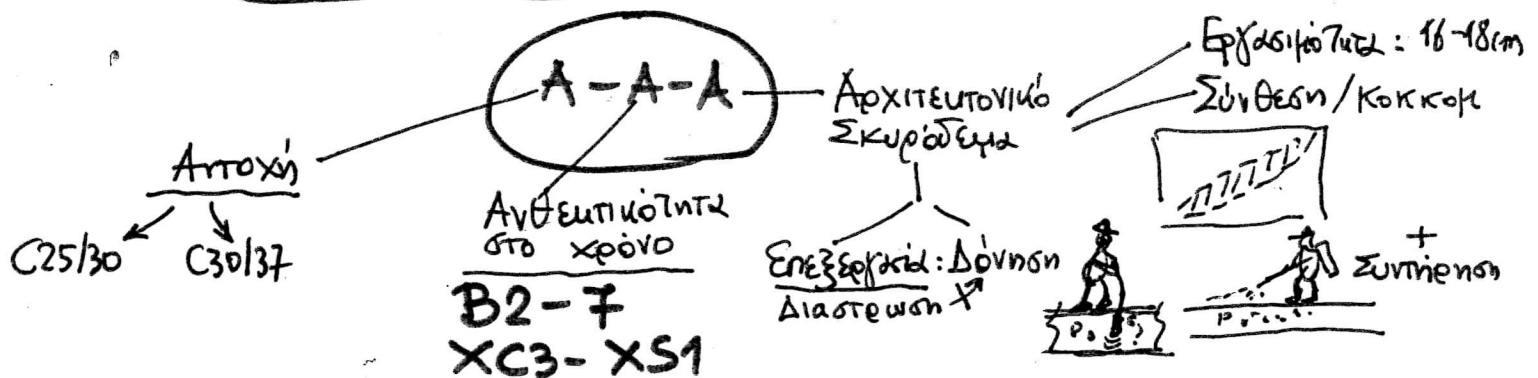 Εργασιμότητα: 16-18cm
Σύνθεση/Κοκκομ
Α-Α-Α
Αρχιτεκτονικό
Σκυρόδεμα
Αντοχή
C25/30 C30/37
Ανθεκτικότητα
στο χρόνο
B2-7
XC3-XS1
Επεξεργασία: Δόνηση
Διαστρωση
+
Συντήρηση